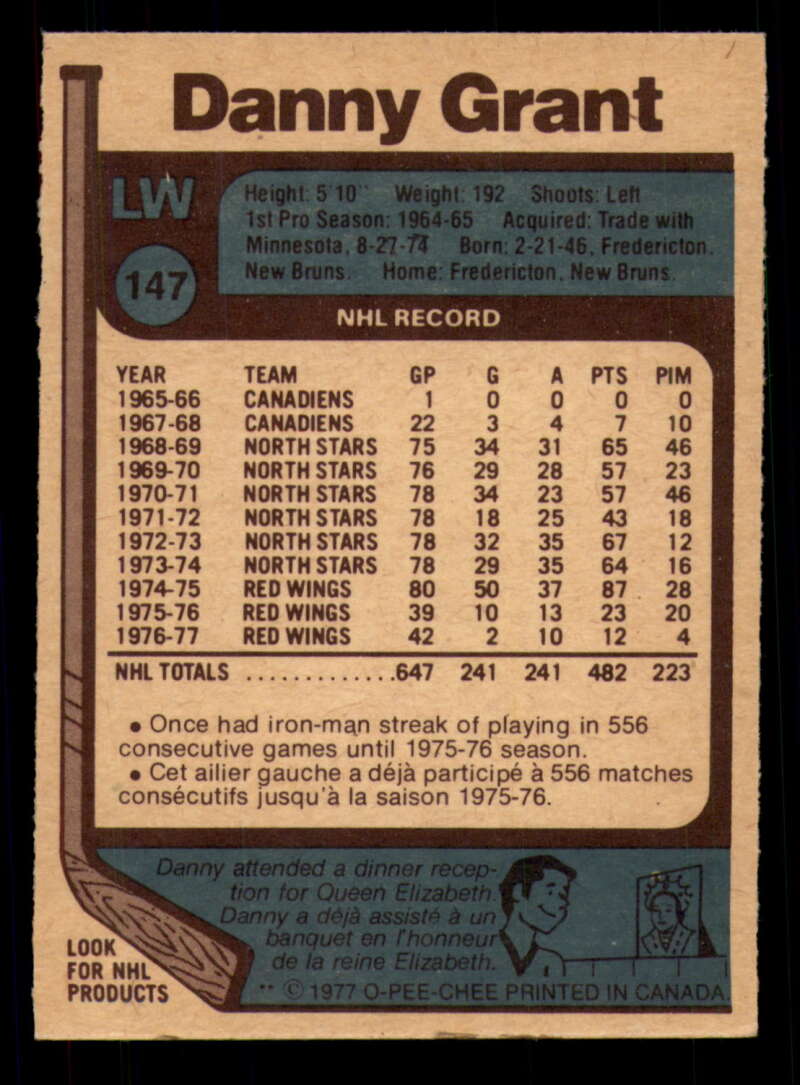 Danny Grant
LW
147
Height: 5'10" Weight: 192 Shoots: Left
1st Pro Season: 1964-65 Acquired: Trade with
Minnesota, 8-27-74 Born: 2-21-46, Fredericton,
New Bruns. Home: Fredericton, New Bruns.
NHL RECORD
YEAR TEAM GP G A PTS PIM
1965-66 CANADIENS 1 0 0 0 0
1967-68 CANADIENS 22 3 4 7 10
1968-69 NORTH STARS 75 34 31 65 46
1969-70 NORTH STARS 76 29 28 57 23
1970-71 NORTH STARS 78 34 23 57 46
1971-72 NORTH STARS 78 18 25 43 18
1972-73 NORTH STARS 78 32 35 67 12
1973-74 NORTH STARS 78 29 35 64 16
1974-75 RED WINGS 80 50 37 87 28
1975-76 RED WINGS 39 10 13 23 20
1976-77 RED WINGS 42 2 10 12 4
NHL TOTALS .............647 241 241 482 223
• Once had iron-man streak of playing in 556
consecutive games until 1975-76 season.
• Cet ailier gauche a déjà participé à 556 matches
consécutifs jusqu'à la saison 1975-76.
Danny attended a dinner recep-
tion for Queen Elizabeth.
Danny a déjà assisté à un
banquet en l'honneur
de la reine Elizabeth.
LOOK
FOR NHL
PRODUCTS
** © 1977 O-PEE-CHEE PRINTED IN CANADA.